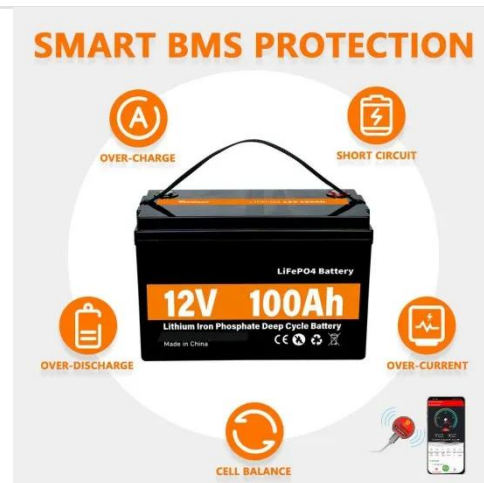 SMART BMS PROTECTION
OVER-CHARGE
SHORT CIRCUIT
LiFePO4 Battery
12V 100Ah
Lithium Iron Phosphate Deep Cycle Battery
Made in China
CE
OVER-DISCHARGE
OVER-CURRENT
CELL BALANCE